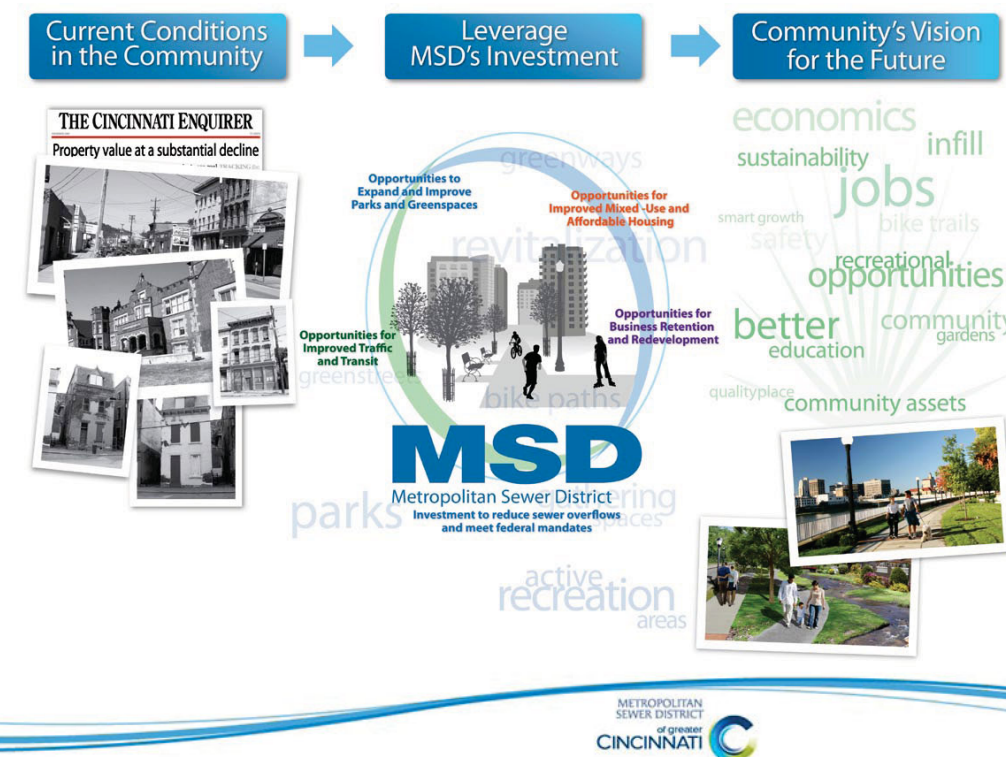 Current Conditions
in the Community
Leverage
MSD's Investment
Community's Vision
for the Future
THE CINCINNATI ENQUIRER
Property value at a substantial decline
greenways
Opportunities to
Expand and Improve
Parks and Greenspaces
Opportunities for
Improved Mixed -Use and
Affordable Housing
revitalization
Opportunities for
Business Retention
and Redevelopment
Opportunities for
Improved Traffic
and Transit
greenstreets
bike paths
MSD
Metropolitan Sewer District
Investment to reduce sewer overflows
and meet federal mandates
parks
gathering
spaces
active
recreation
areas
economics
infill
sustainability
jobs
smart growth
bike trails
safety
recreational
opportunities
better
community
gardens
education
qualityplace
community assets
METROPOLITAN
SEWER DISTRICT
of greater
CINCINNATI